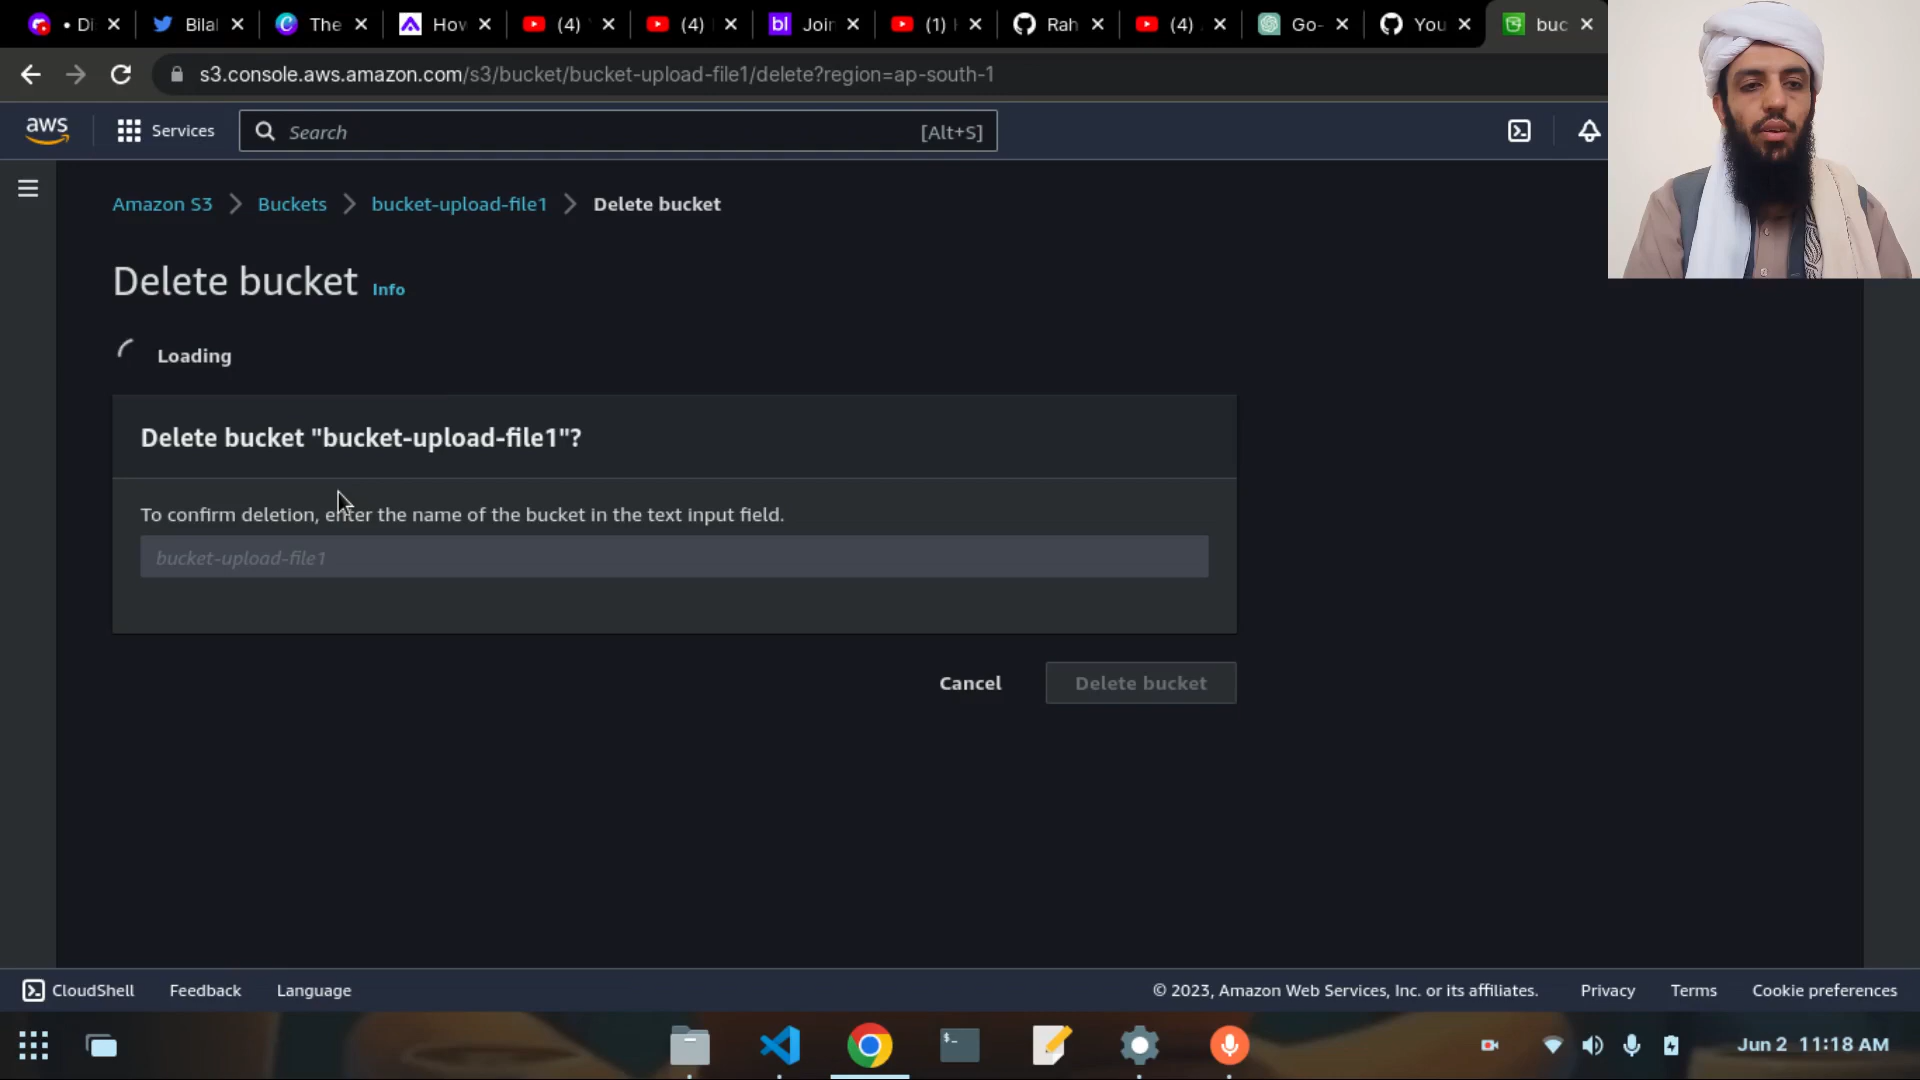 Di
Bilal
The
How
(4)
(4)
bl
Join
(1)
Rah
(4)
Go-
You
buc
s3.console.aws.amazon.com/s3/bucket/bucket-upload-file1/delete?region=ap-south-1
aws
Services
Search
[Alt+S]
Amazon S3 > Buckets > bucket-upload-file1 > Delete bucket
Delete bucket Info
Loading
Delete bucket "bucket-upload-file1"?
To confirm deletion, enter the name of the bucket in the text input field.
bucket-upload-file1
Cancel
Delete bucket
CloudShell
Feedback
Language
© 2023, Amazon Web Services, Inc. or its affiliates.
Privacy
Terms
Cookie preferences
Jun 2 11:18 AM